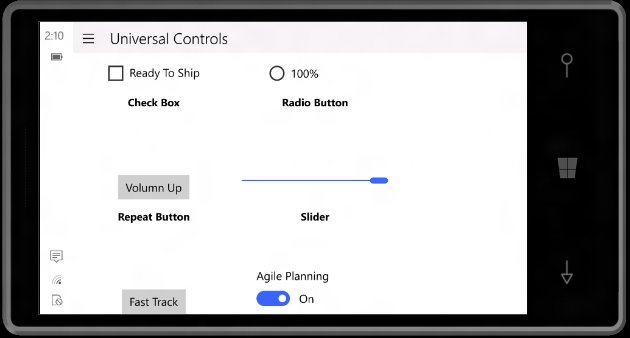 2:10
Universal Controls
Ready To Ship
100%
Check Box
Radio Button
Volumn Up
Repeat Button
Slider
Agile Planning
Fast Track
On